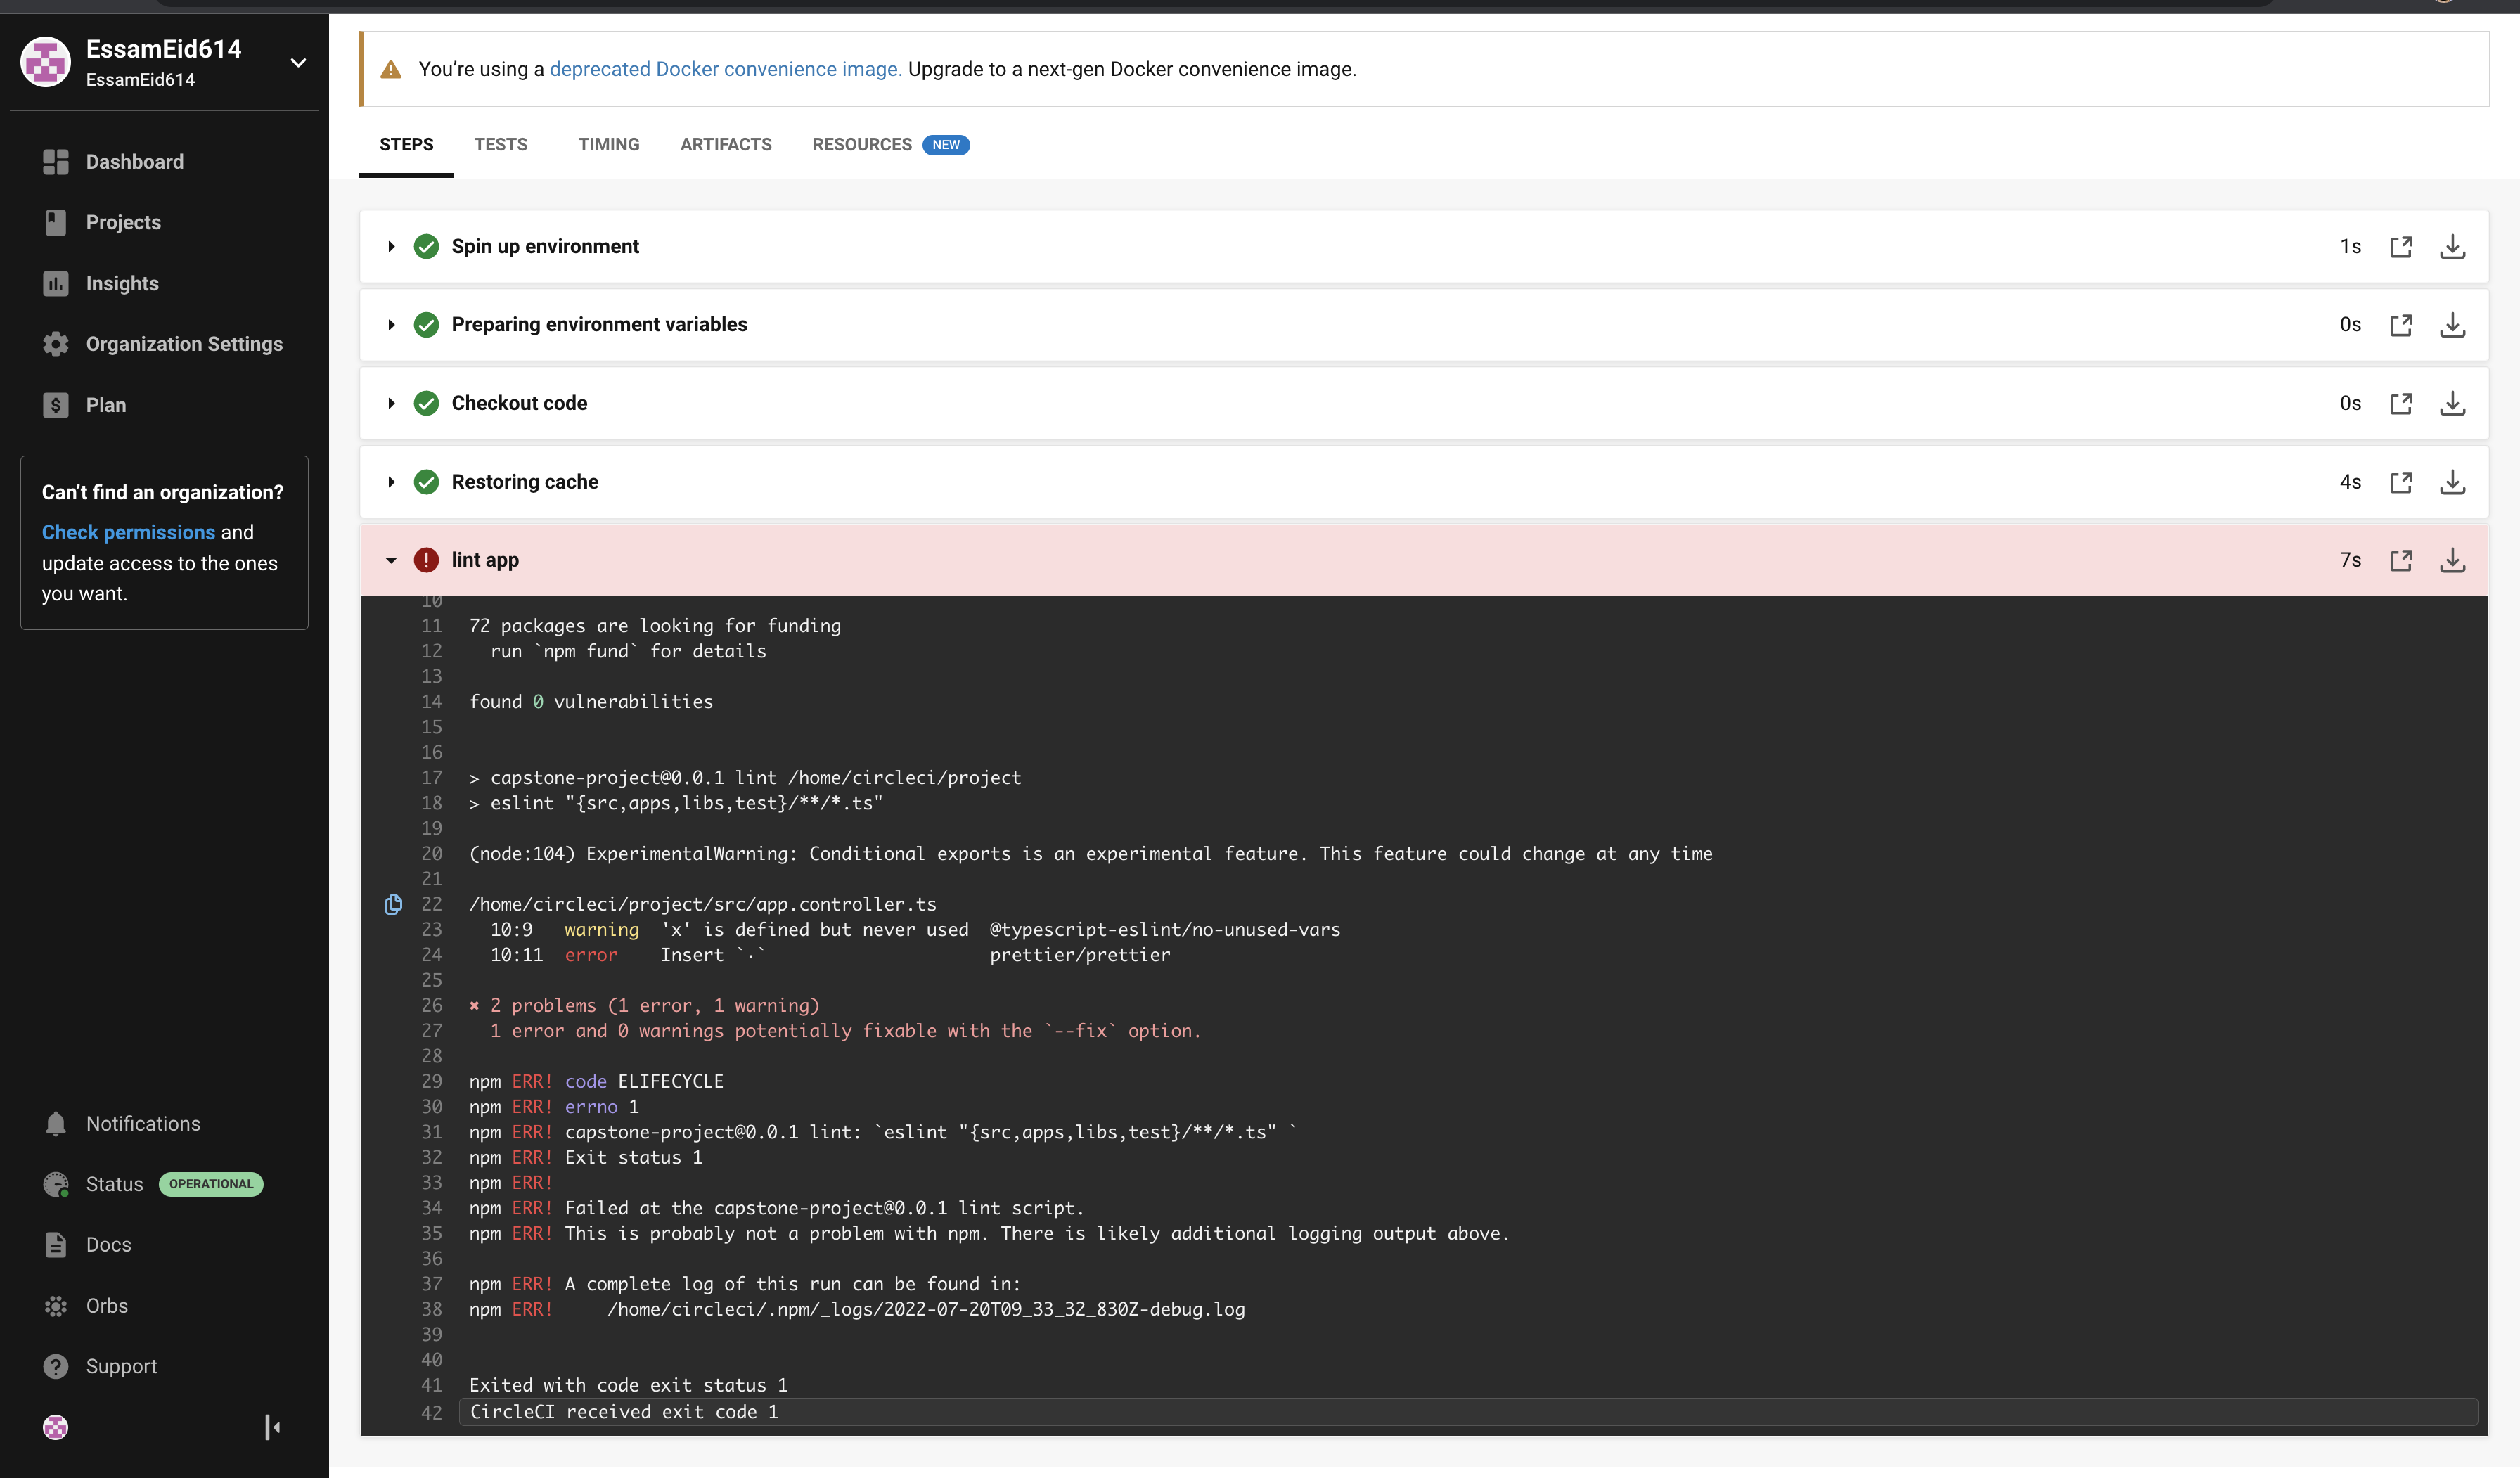 EssamEid614
EssamEid614
Dashboard
Projects
Insights
Organization Settings
$ Plan
Can’t find an organization?
Check permissions and
update access to the ones
you want.
Notifications
Status OPERATIONAL
Docs
Orbs
? Support
You’re using a deprecated Docker convenience image. Upgrade to a next-gen Docker convenience image.
STEPS TESTS TIMING ARTIFACTS RESOURCES NEW
Spin up environment 1s
Preparing environment variables 0s
Checkout code 0s
Restoring cache 4s
lint app 7s
10
11 72 packages are looking for funding
12 run `npm fund` for details
13
14 found 0 vulnerabilities
15
16
17 > capstone-project@0.0.1 lint /home/circleci/project
18 > eslint "{src,apps,libs,test}/**/*.ts"
19
20 (node:104) ExperimentalWarning: Conditional exports is an experimental feature. This feature could change at any time
21
22 /home/circleci/project/src/app.controller.ts
23 10:9 warning 'x' is defined but never used @typescript-eslint/no-unused-vars
24 10:11 error Insert `·` prettier/prettier
25
26 ✖ 2 problems (1 error, 1 warning)
27 1 error and 0 warnings potentially fixable with the `--fix` option.
28
29 npm ERR! code ELIFECYCLE
30 npm ERR! errno 1
31 npm ERR! capstone-project@0.0.1 lint: `eslint "{src,apps,libs,test}/**/*.ts" `
32 npm ERR! Exit status 1
33 npm ERR!
34 npm ERR! Failed at the capstone-project@0.0.1 lint script.
35 npm ERR! This is probably not a problem with npm. There is likely additional logging output above.
36
37 npm ERR! A complete log of this run can be found in:
38 npm ERR! /home/circleci/.npm/_logs/2022-07-20T09_33_32_830Z-debug.log
39
40
41 Exited with code exit status 1
42 CircleCI received exit code 1